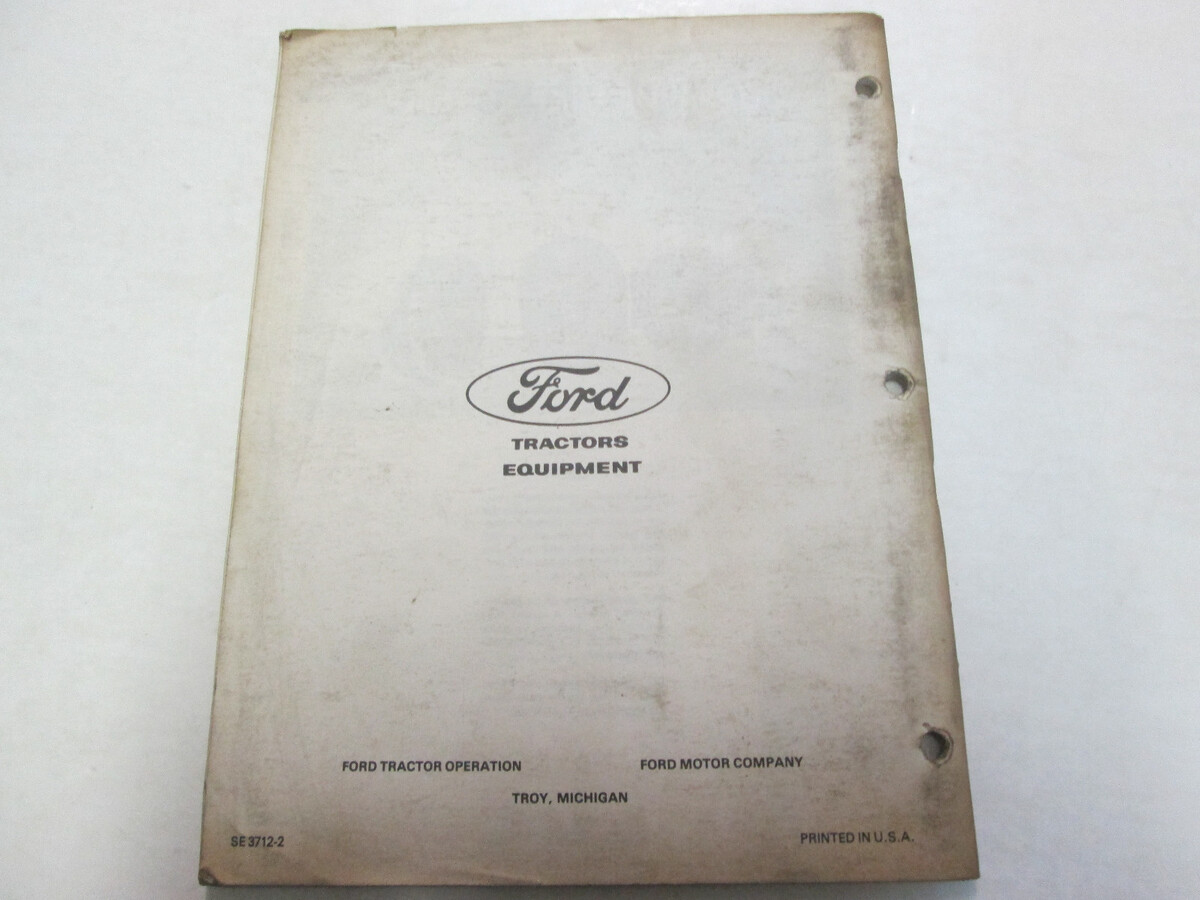 Ford
TRACTORS
EQUIPMENT
FORD TRACTOR OPERATION FORD MOTOR COMPANY
TROY, MICHIGAN
SE 3712-2 PRINTED IN U.S.A.